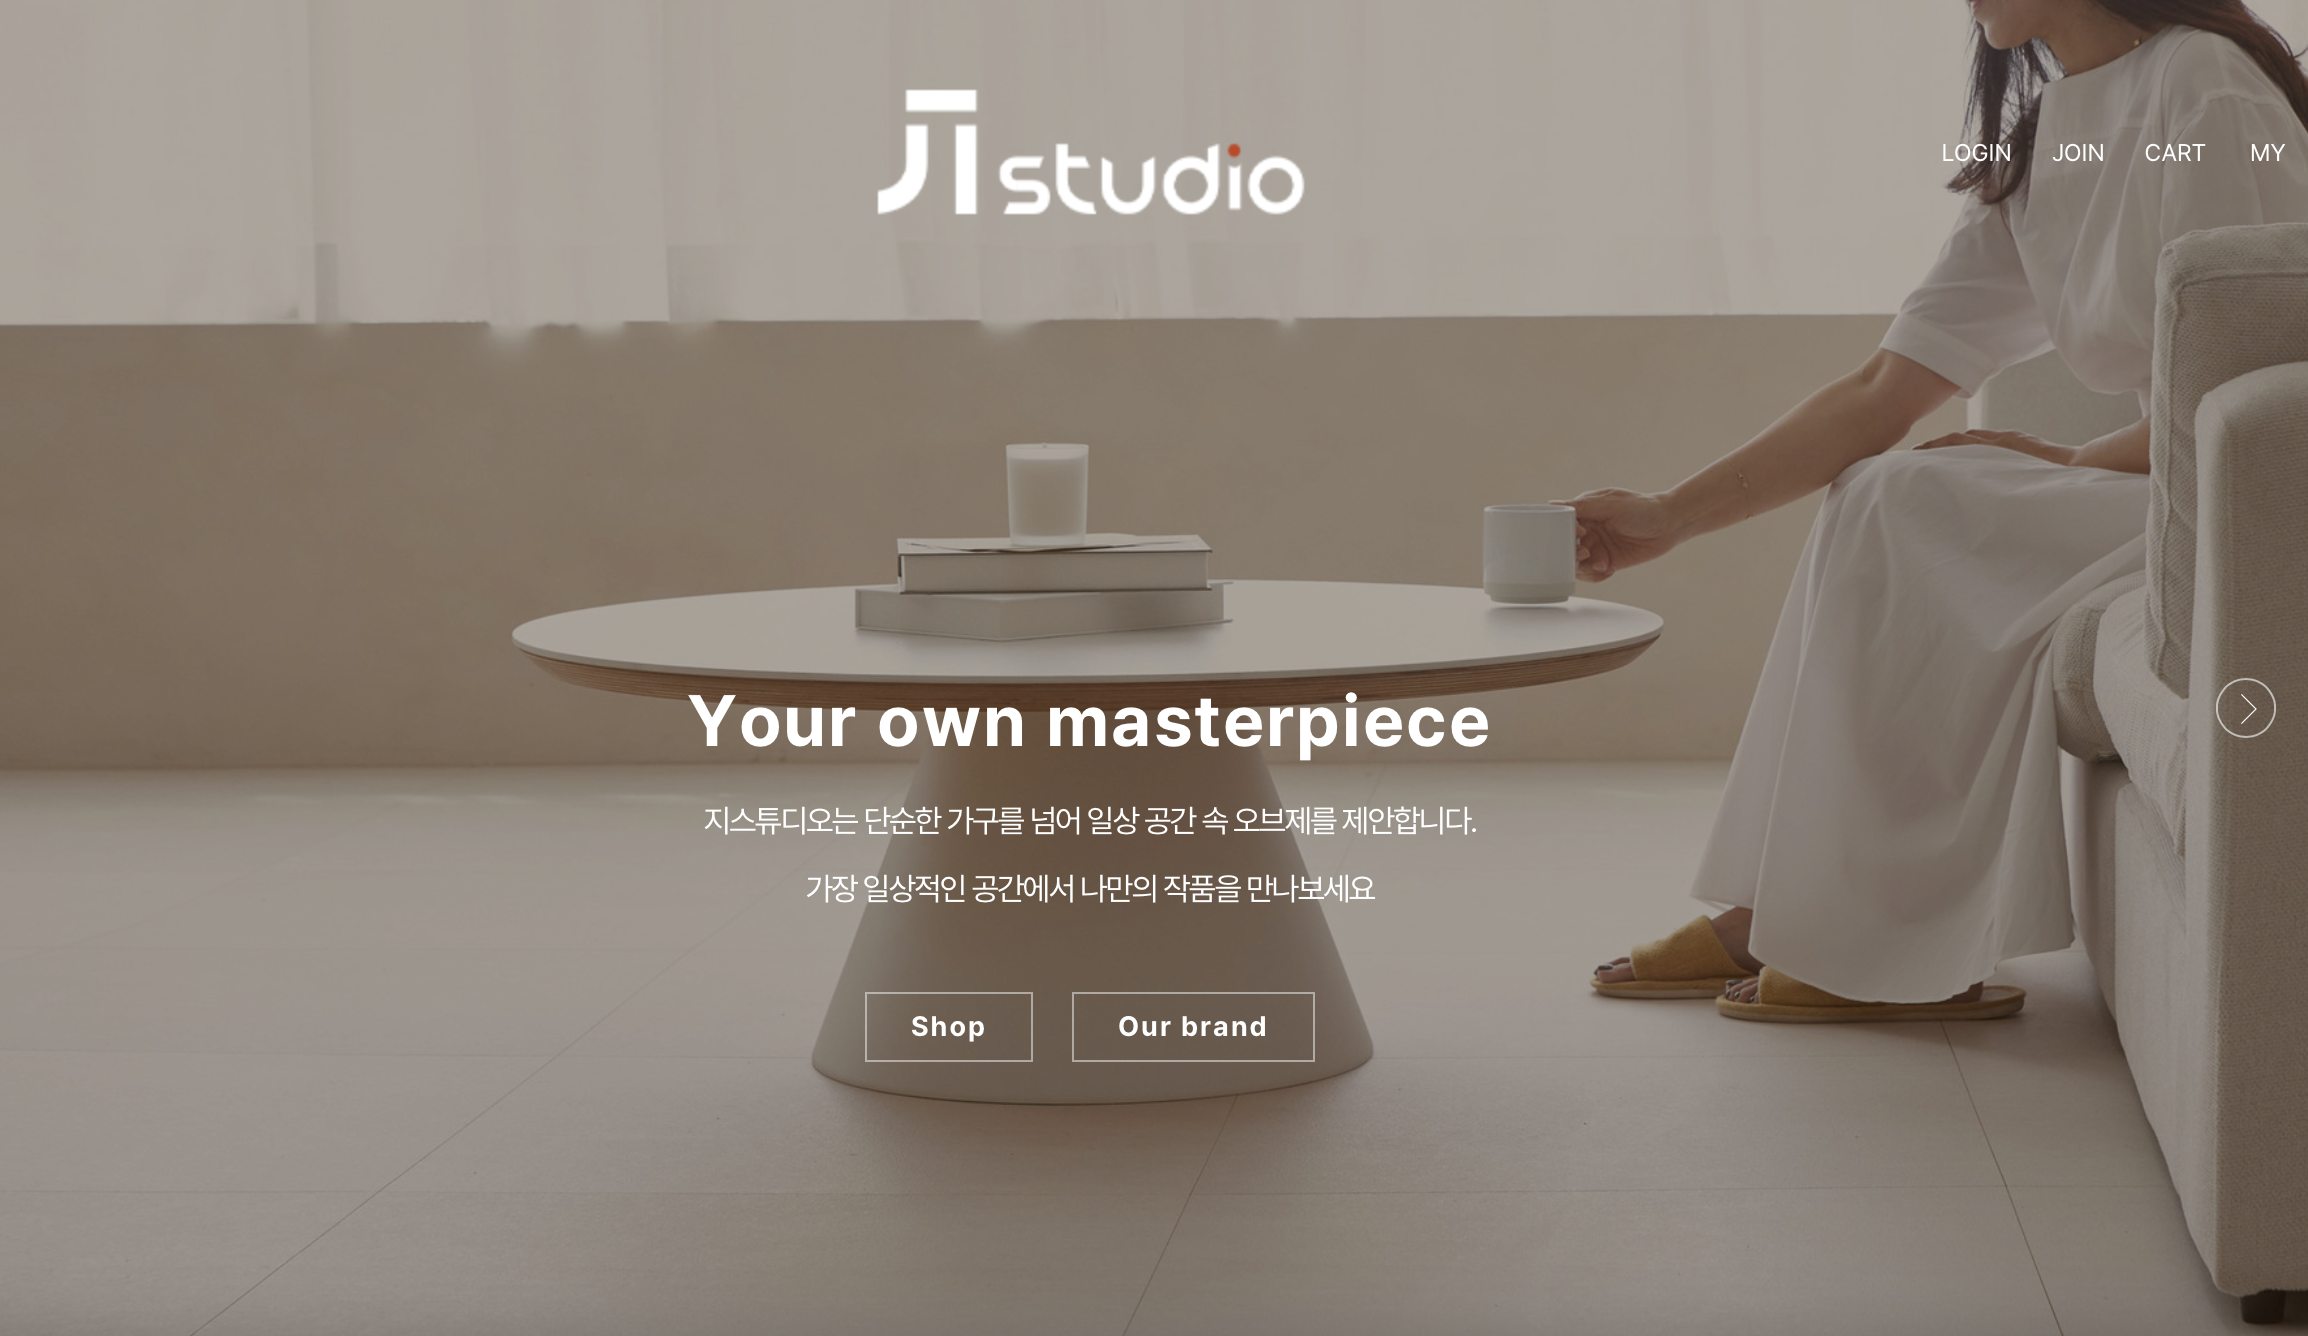 JI studio
LOGIN JOIN CART MY
Your own masterpiece
지스튜디오는 단순한 가구를 넘어 일상 공간 속 오브제를 제안합니다.
가장 일상적인 공간에서 나만의 작품을 만나보세요
Shop Our brand